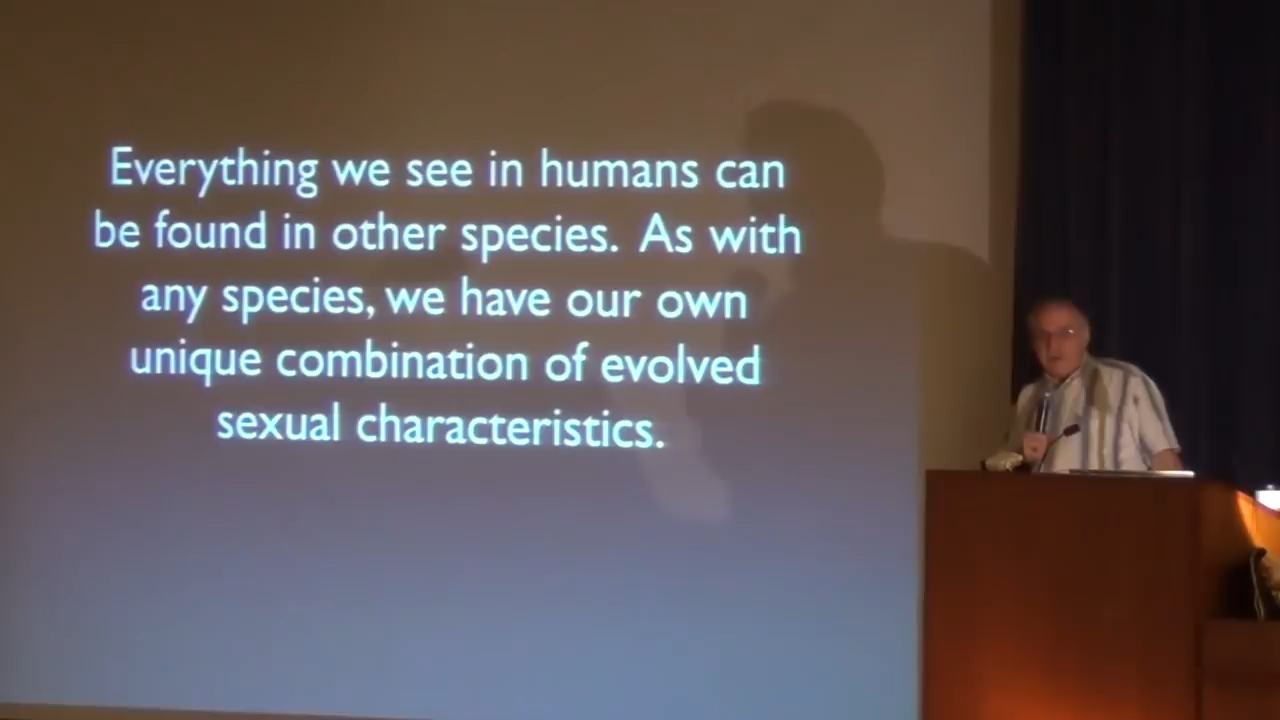 Everything we see in humans can
be found in other species. As with
any species, we have our own
unique combination of evolved
sexual characteristics.